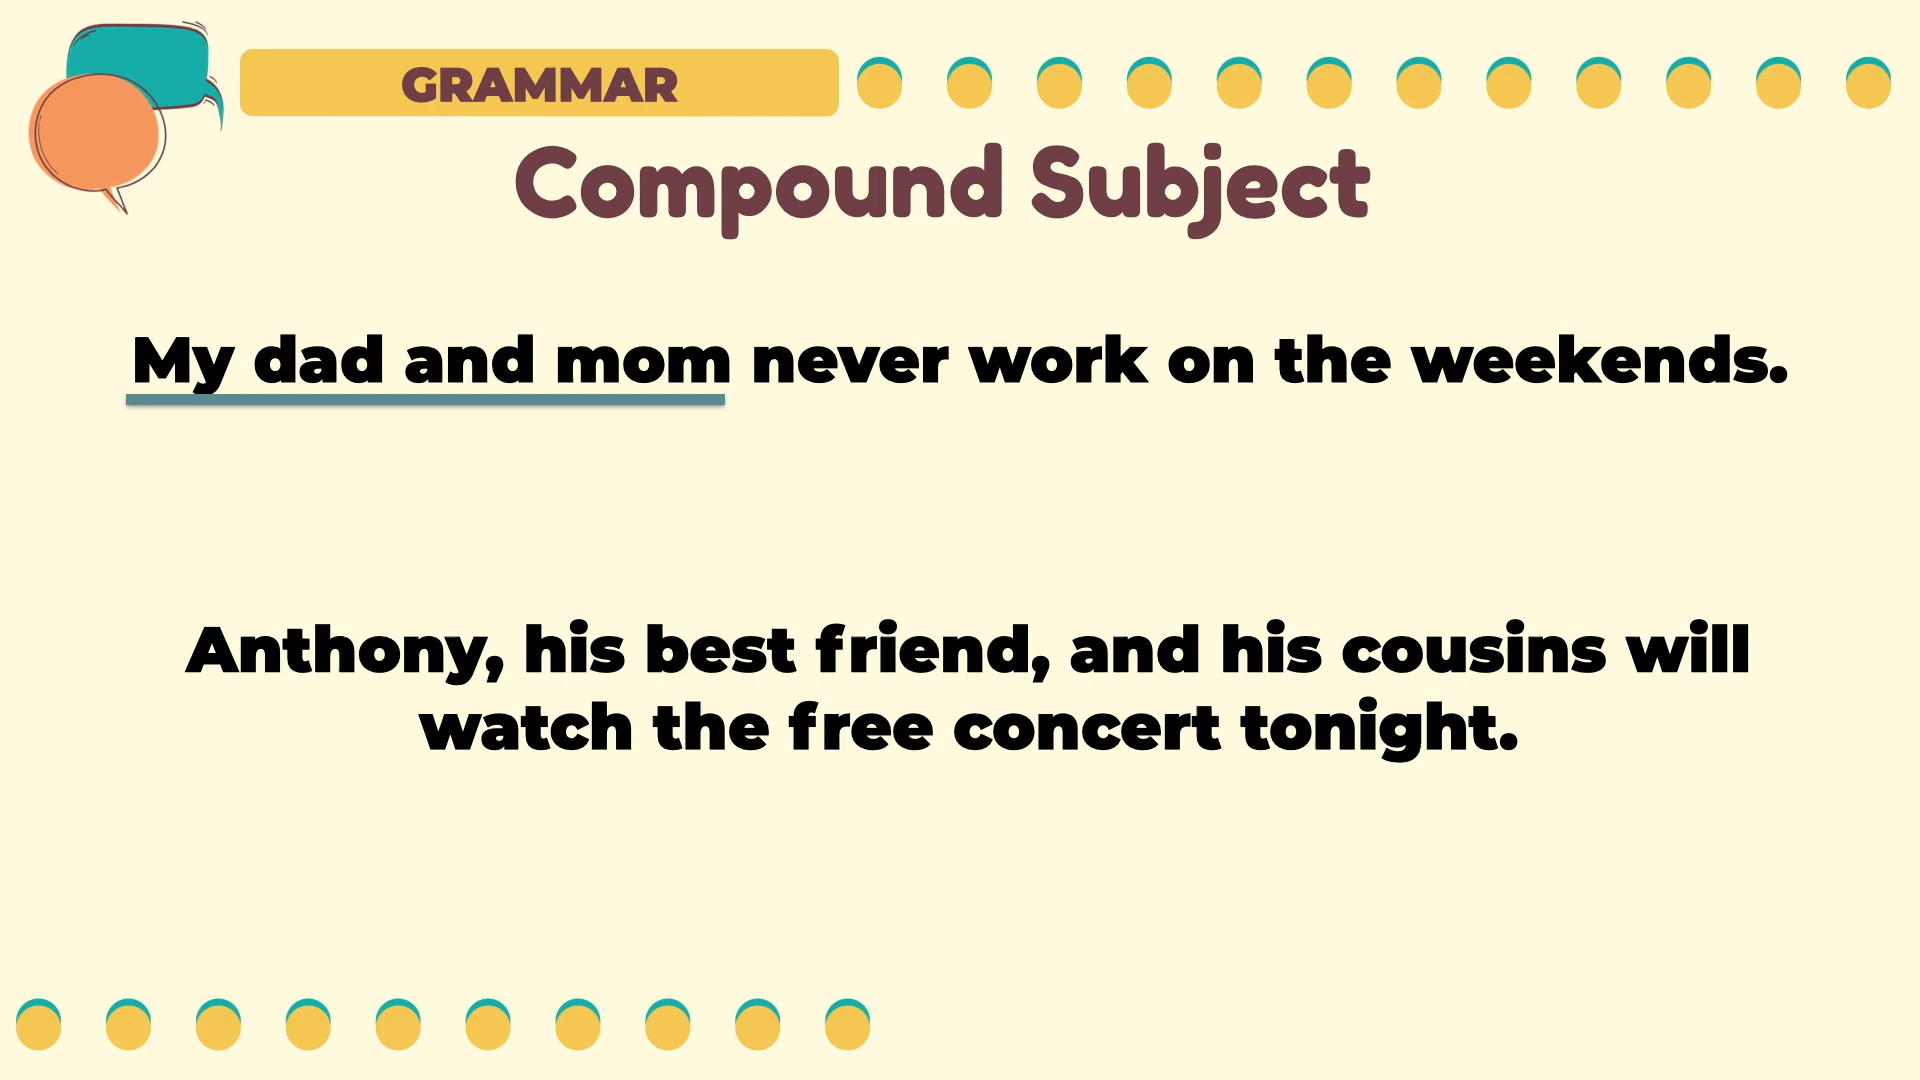 GRAMMAR
Compound Subject
My dad and mom never work on the weekends.
Anthony, his best friend, and his cousins will
watch the free concert tonight.